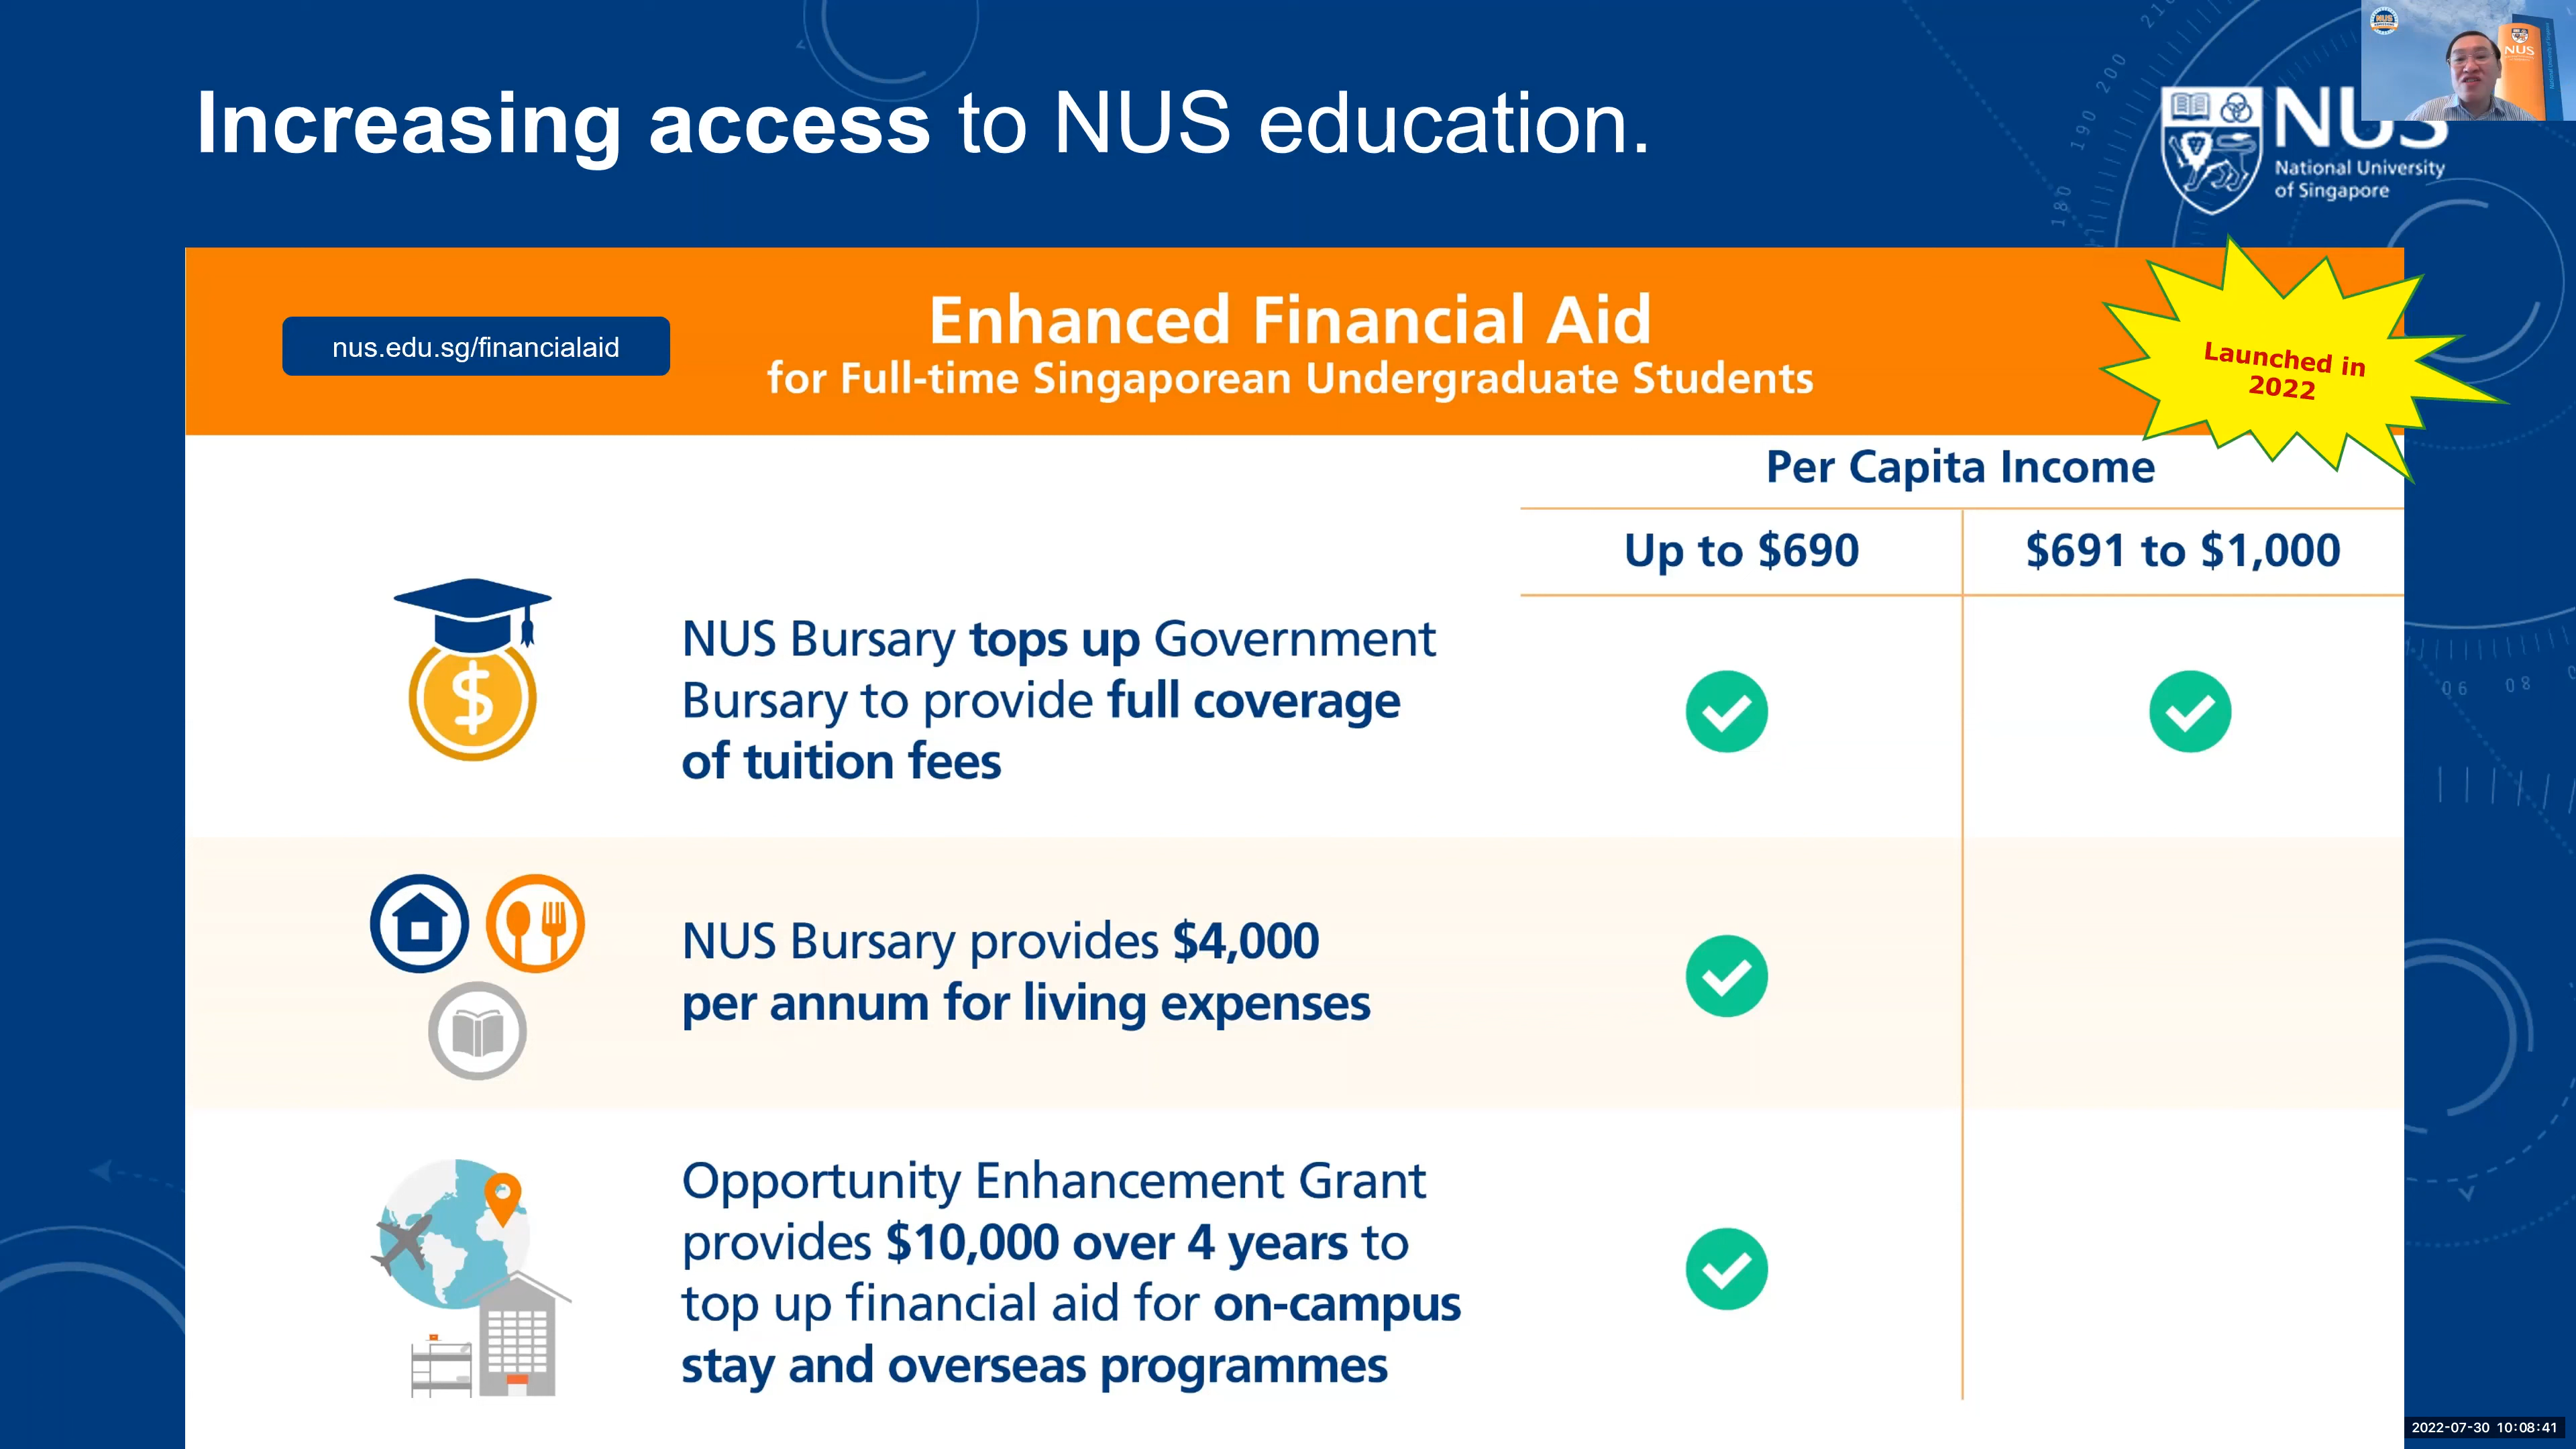 Increasing access to NUS education.
NUS
National University
of Singapore
NUS
nus.edu.sg/financialaid
Enhanced Financial Aid
for Full-time Singaporean Undergraduate Students
Launched in
2022
Per Capita Income
Up to $690
$691 to $1,000
NUS Bursary tops up Government
Bursary to provide full coverage
of tuition fees
NUS Bursary provides $4,000
per annum for living expenses
Opportunity Enhancement Grant
provides $10,000 over 4 years to
top up financial aid for on-campus
stay and overseas programmes
180
190
200
2022-07-30 10:08:41